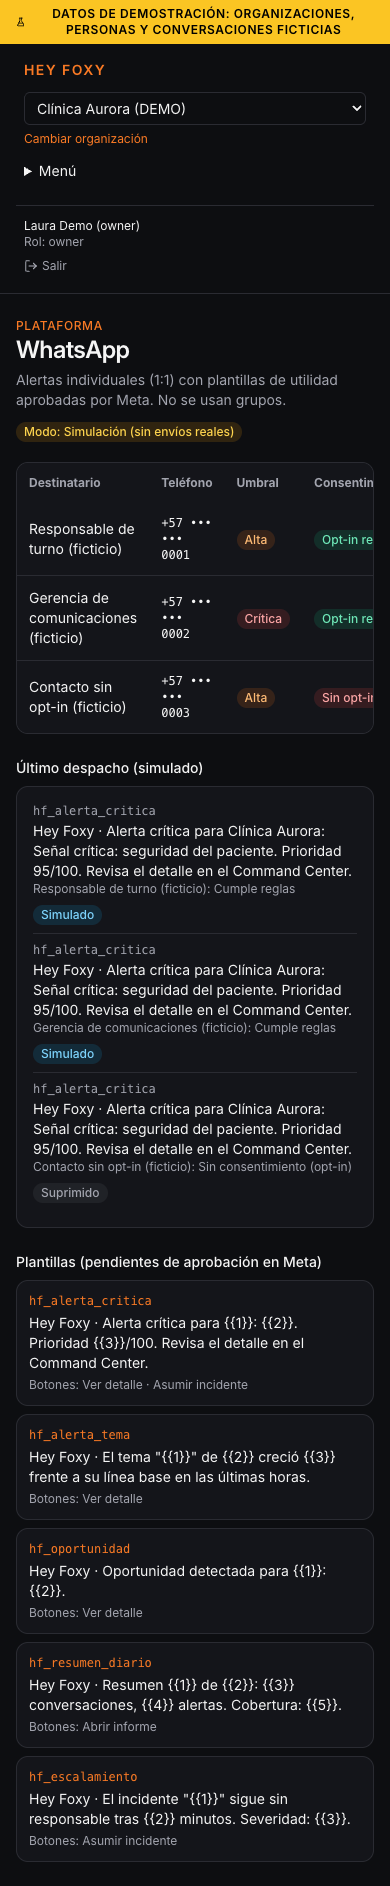 DATOS DE DEMOSTRACIÓN: ORGANIZACIONES,
PERSONAS Y CONVERSACIONES FICTICIAS
HEY FOXY
Clínica Aurora (DEMO)
Cambiar organización
Menú
Laura Demo (owner)
Rol: owner
Salir
PLATAFORMA
WhatsApp
Alertas individuales (1:1) con plantillas de utilidad
aprobadas por Meta. No se usan grupos.
Modo: Simulación (sin envíos reales)
Destinatario Teléfono Umbral Consentin
Responsable de
turno (ficticio)
+57 •••
•••
0001
Alta
Opt-in re
Gerencia de
comunicaciones
(ficticio)
+57 •••
•••
0002
Crítica
Opt-in re
Contacto sin
opt-in (ficticio)
+57 •••
•••
0003
Alta
Sin opt-in
Último despacho (simulado)
hf_alerta_critica
Hey Foxy · Alerta crítica para Clínica Aurora:
Señal crítica: seguridad del paciente. Prioridad
95/100. Revisa el detalle en el Command Center.
Responsable de turno (ficticio): Cumple reglas
Simulado
hf_alerta_critica
Hey Foxy · Alerta crítica para Clínica Aurora:
Señal crítica: seguridad del paciente. Prioridad
95/100. Revisa el detalle en el Command Center.
Gerencia de comunicaciones (ficticio): Cumple reglas
Simulado
hf_alerta_critica
Hey Foxy · Alerta crítica para Clínica Aurora:
Señal crítica: seguridad del paciente. Prioridad
95/100. Revisa el detalle en el Command Center.
Contacto sin opt-in (ficticio): Sin consentimiento (opt-in)
Suprimido
Plantillas (pendientes de aprobación en Meta)
hf_alerta_critica
Hey Foxy · Alerta crítica para {{1}}: {{2}}.
Prioridad {{3}}/100. Revisa el detalle en el
Command Center.
Botones: Ver detalle · Asumir incidente
hf_alerta_tema
Hey Foxy · El tema "{{1}}" de {{2}} creció {{3}}
frente a su línea base en las últimas horas.
Botones: Ver detalle
hf_oportunidad
Hey Foxy · Oportunidad detectada para {{1}}:
{{2}}.
Botones: Ver detalle
hf_resumen_diario
Hey Foxy · Resumen {{1}} de {{2}}: {{3}}
conversaciones, {{4}} alertas. Cobertura: {{5}}.
Botones: Abrir informe
hf_escalamiento
Hey Foxy · El incidente "{{1}}" sigue sin
responsable tras {{2}} minutos. Severidad: {{3}}.
Botones: Asumir incidente